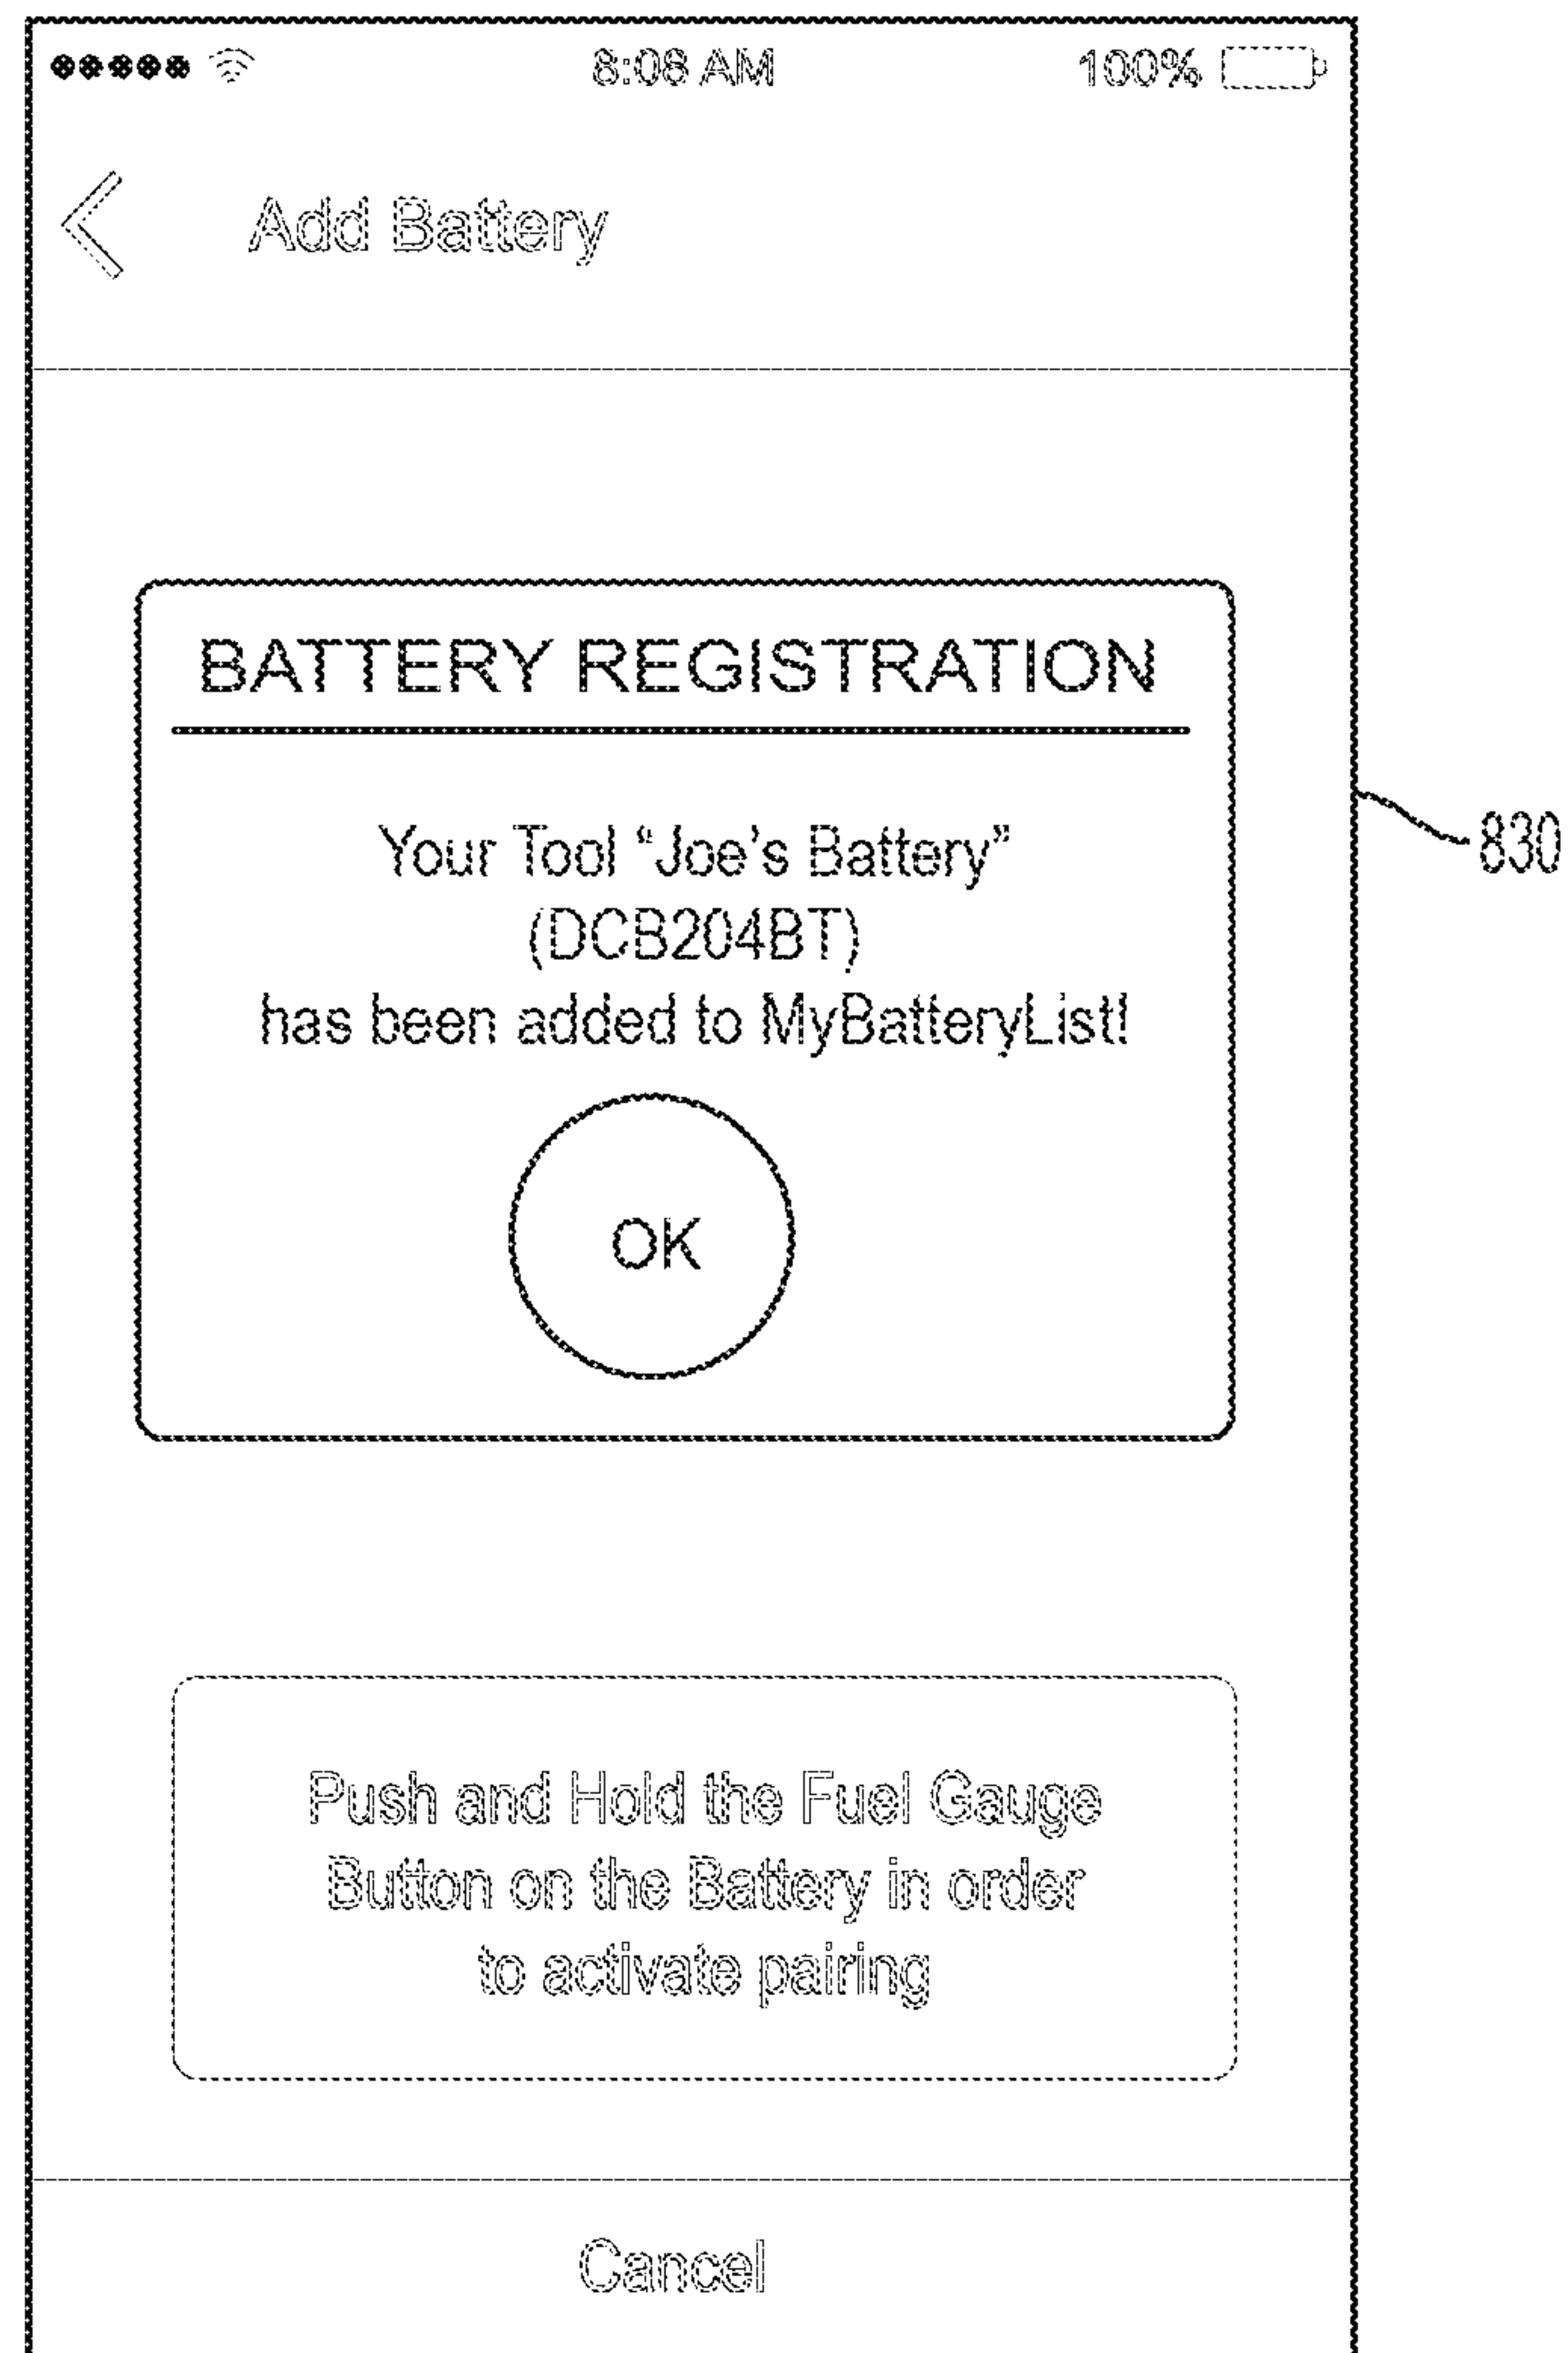 8:08 AM 100%
Add Battery
BATTERY REGISTRATION
Your Tool “Joe’s Battery”
(DCB204BT)
has been added to MyBatteryList!
830
OK
Push and Hold the Fuel Gauge
Button on the Battery in order
to activate pairing
Cancel